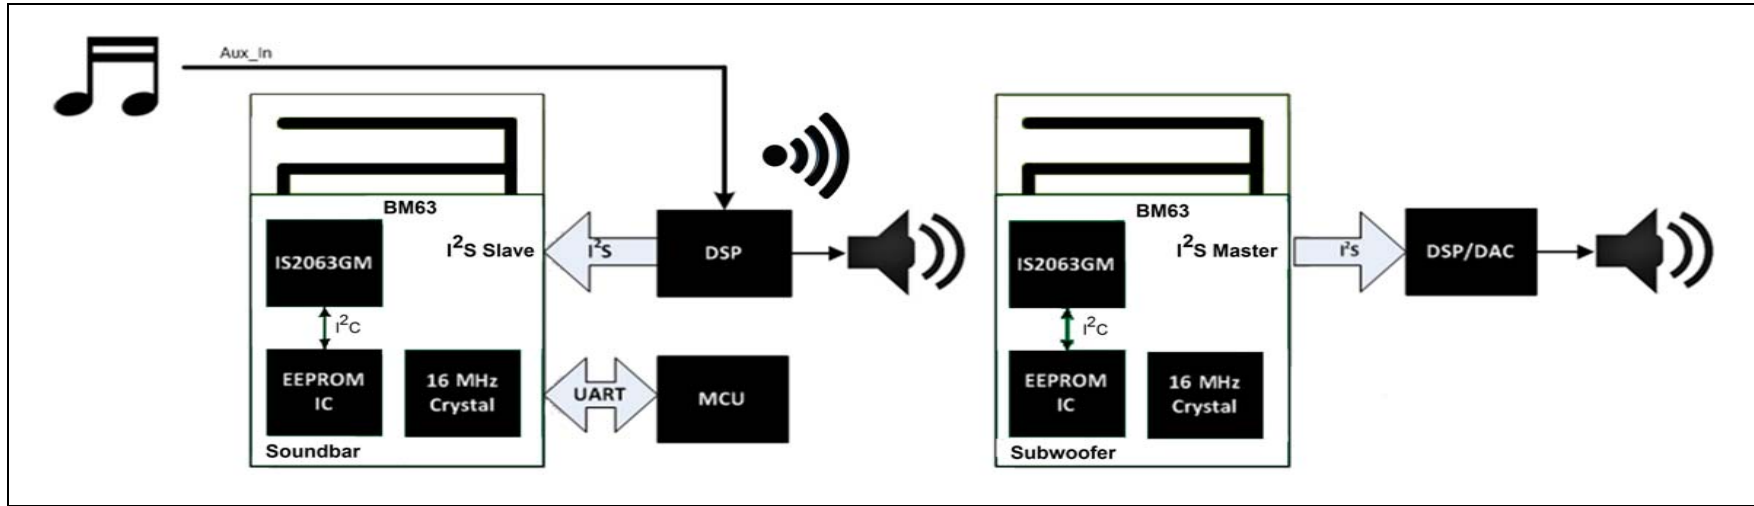 Aux_In
BM63
IS2063GM
I²S Slave
I²C
EEPROM
IC
16 MHz
Crystal
Soundbar
I²S
DSP
UART
MCU
BM63
IS2063GM
I²S Master
I²C
EEPROM
IC
16 MHz
Crystal
Subwoofer
I²S
DSP/DAC